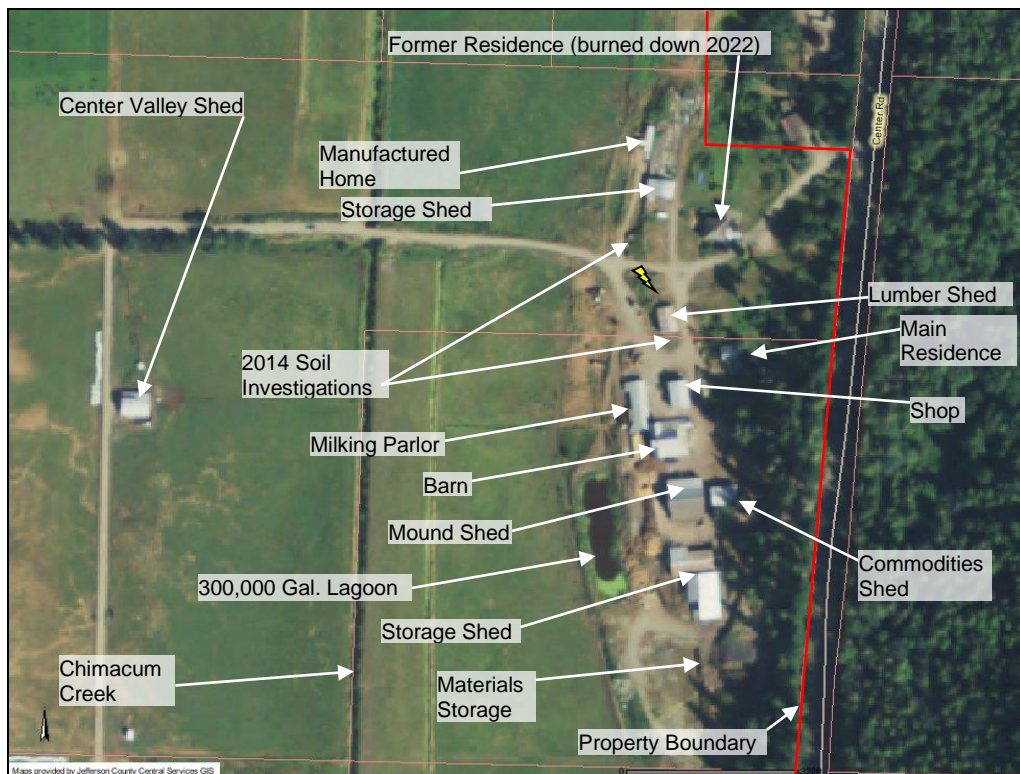 Former Residence (burned down 2022)
Center Valley Shed
Center Rd
Manufactured
Home
Storage Shed
Lumber Shed
Main
Residence
2014 Soil
Investigations
Shop
Milking Parlor
Barn
Mound Shed
Commodities
Shed
300,000 Gal. Lagoon
Storage Shed
Chimacum
Creek
Materials
Storage
Property Boundary
Maps provided by Jefferson County Central Services GIS
0